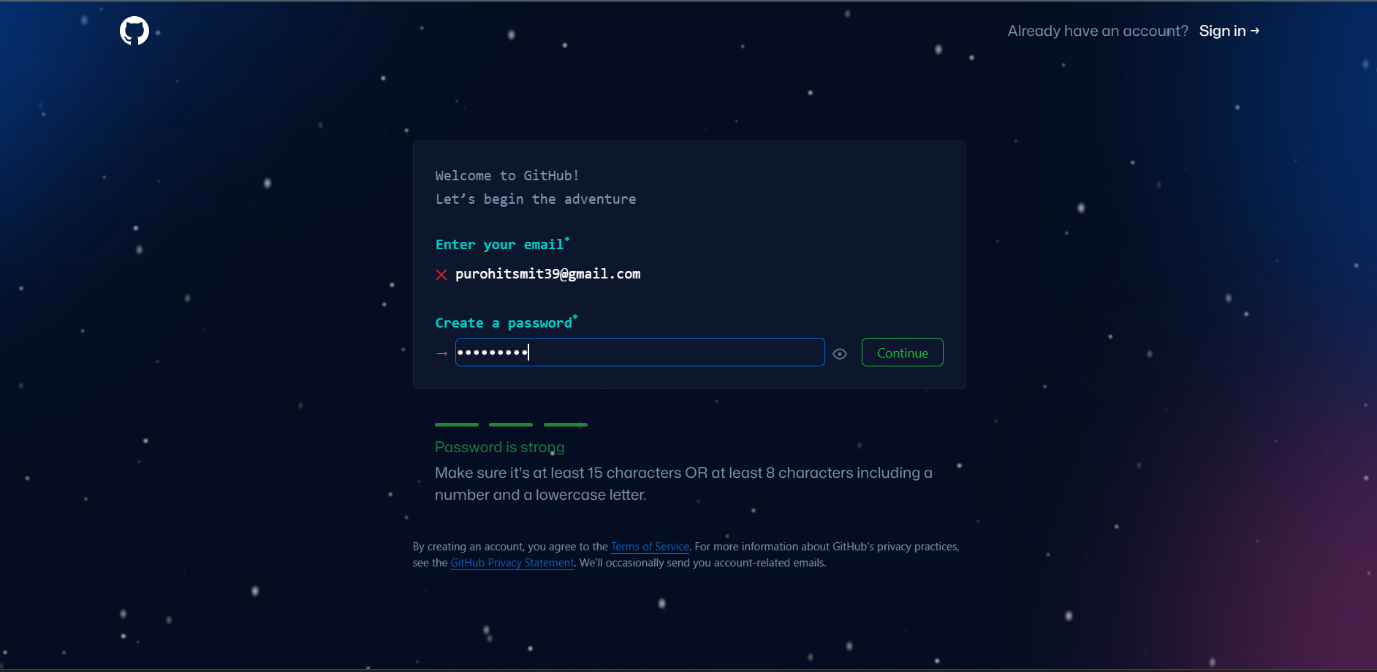 Already have an account? Sign in →
Welcome to GitHub!
Let's begin the adventure
Enter your email*
purohitsmit39@gmail.com
Create a password*
→ ••••••••• Continue
Password is strong
Make sure it's at least 15 characters OR at least 8 characters including a
number and a lowercase letter.
By creating an account, you agree to the Terms of Service. For more information about GitHub's privacy practices,
see the GitHub Privacy Statement. We'll occasionally send you account-related emails.